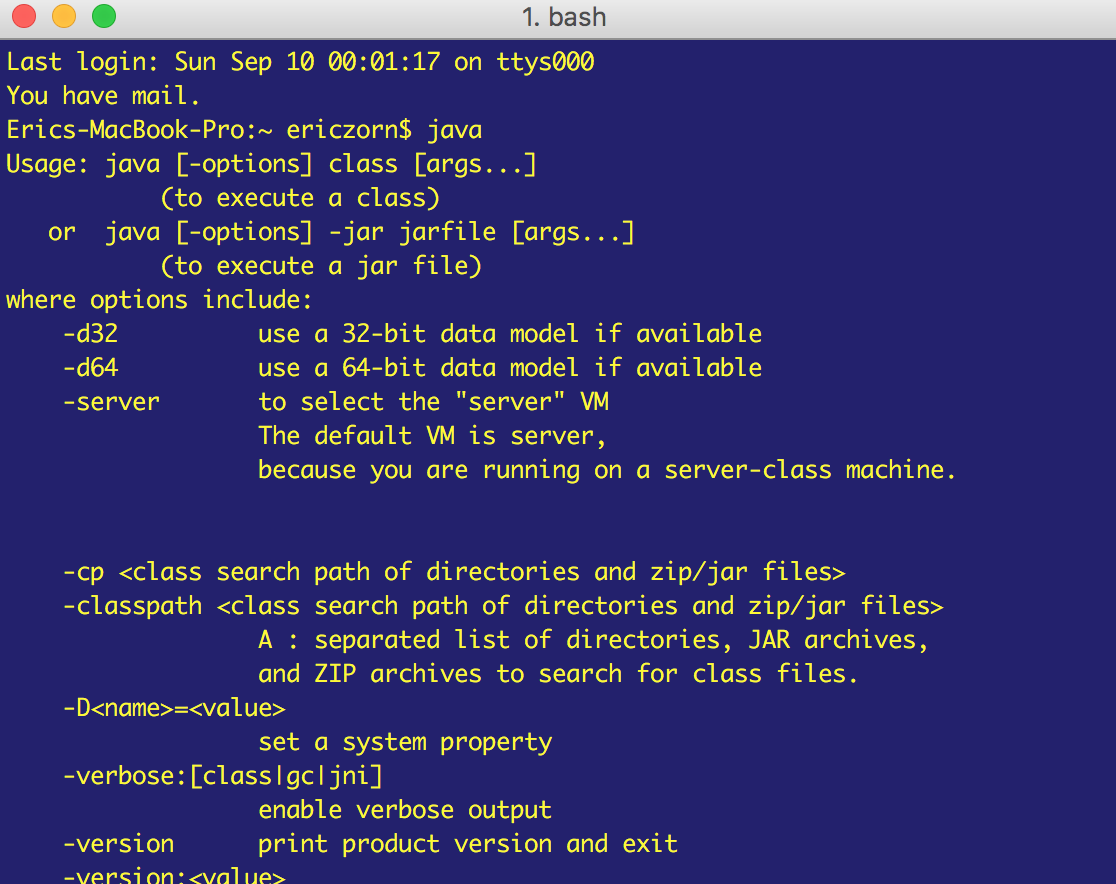 1. bash
Last login: Sun Sep 10 00:01:17 on ttys000
You have mail.
Erics-MacBook-Pro:~ ericzorn$ java
Usage: java [-options] class [args...]
           (to execute a class)
   or  java [-options] -jar jarfile [args...]
           (to execute a jar file)
where options include:
    -d32          use a 32-bit data model if available
    -d64          use a 64-bit data model if available
    -server       to select the "server" VM
                  The default VM is server,
                  because you are running on a server-class machine.
    -cp <class search path of directories and zip/jar files>
    -classpath <class search path of directories and zip/jar files>
                  A : separated list of directories, JAR archives,
                  and ZIP archives to search for class files.
    -D<name>=<value>
                  set a system property
    -verbose:[class|gc|jni]
                  enable verbose output
    -version      print product version and exit
    -version:<value>